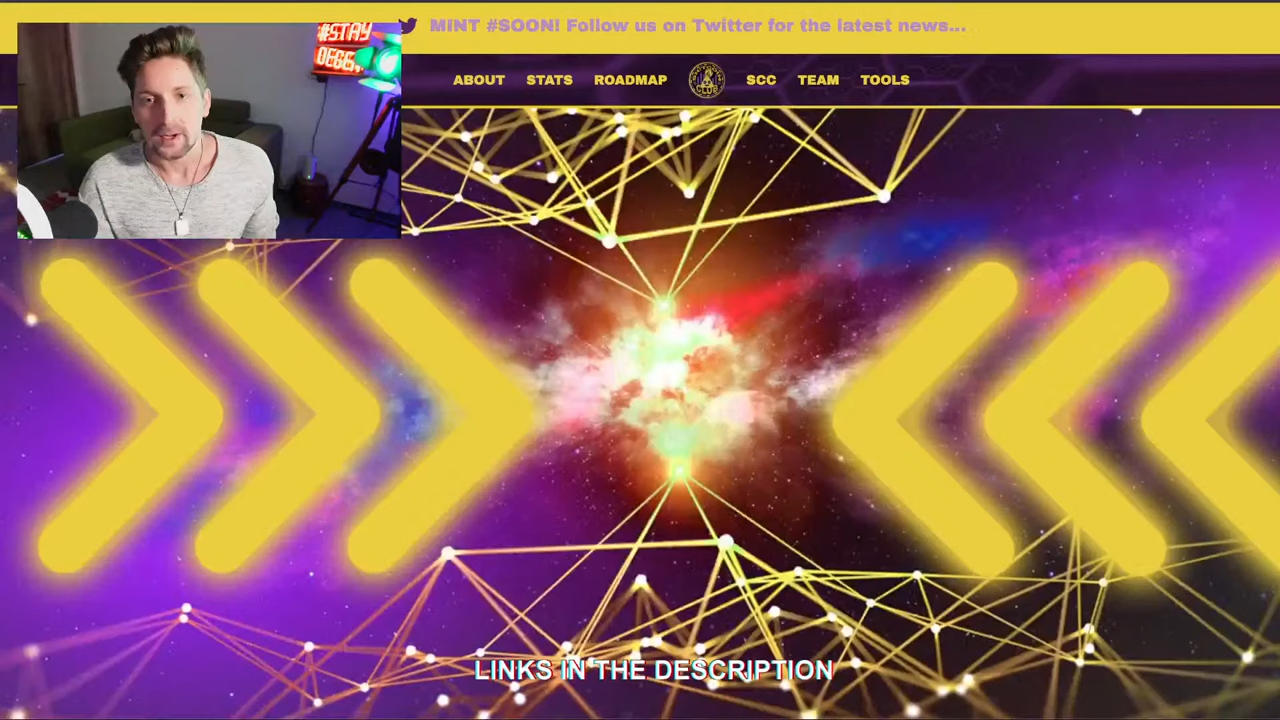 MINT #SOON! Follow us on Twitter for the latest news...
#STAY
ABOUT STATS ROADMAP CLUB SCC TEAM TOOLS
LINKS IN THE DESCRIPTION